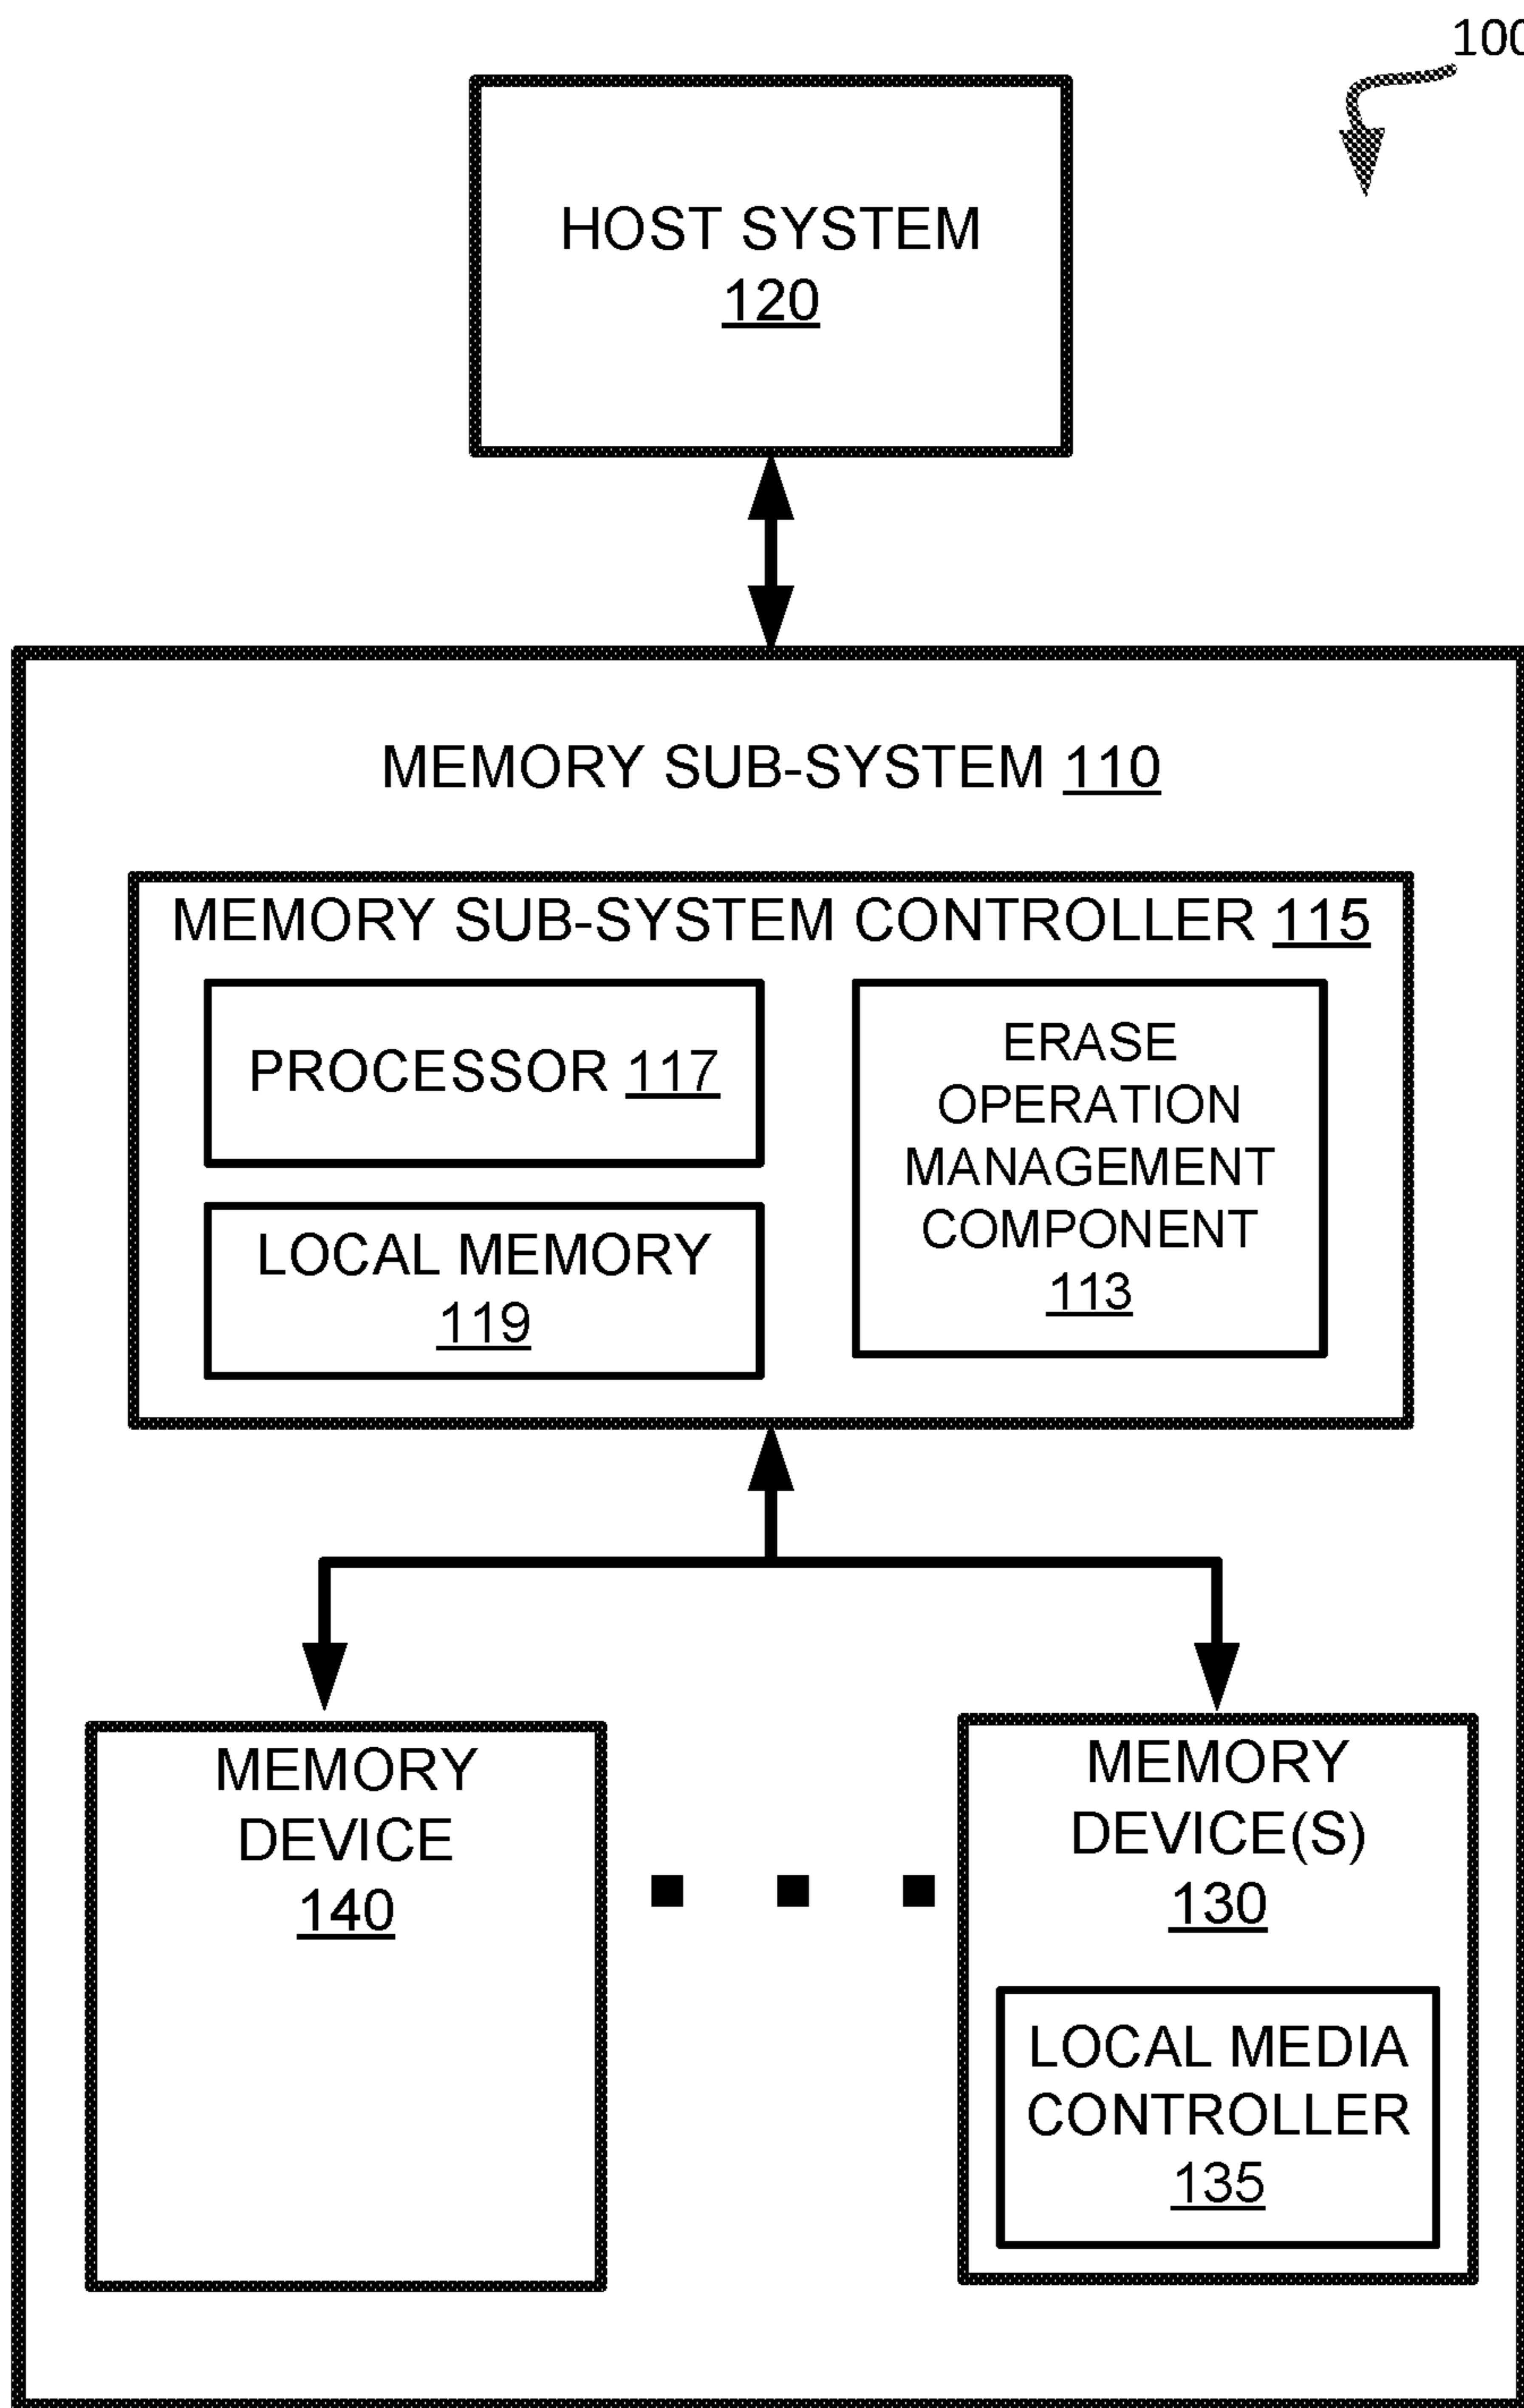 100
HOST SYSTEM
120
MEMORY SUB-SYSTEM 110
MEMORY SUB-SYSTEM CONTROLLER 115
PROCESSOR 117
LOCAL MEMORY
119
ERASE
OPERATION
MANAGEMENT
COMPONENT
113
MEMORY
DEVICE
140
MEMORY
DEVICE(S)
130
LOCAL MEDIA
CONTROLLER
135